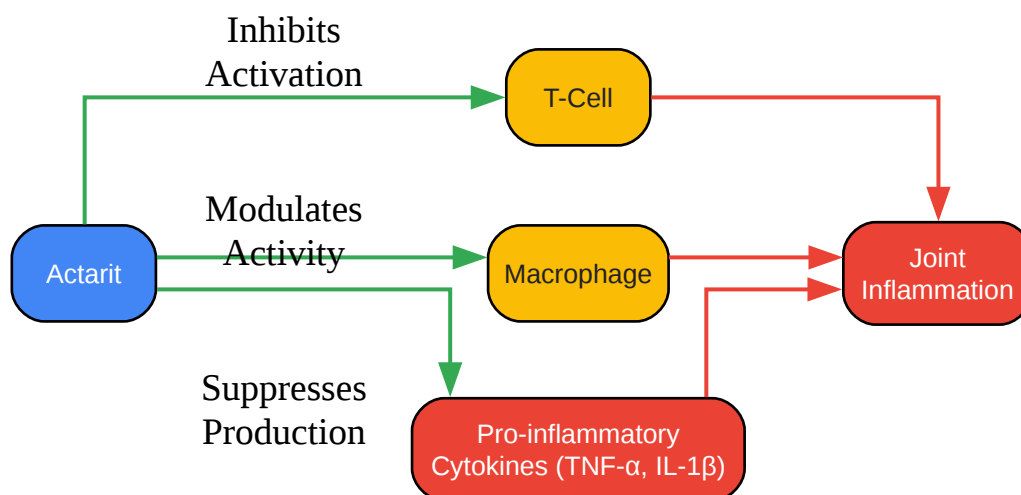 Inhibits
Activation
T-Cell
Modulates
Activity
Actarit
Macrophage
Joint
Inflammation
Suppresses
Production
Pro-inflammatory
Cytokines (TNF-α, IL-1β)